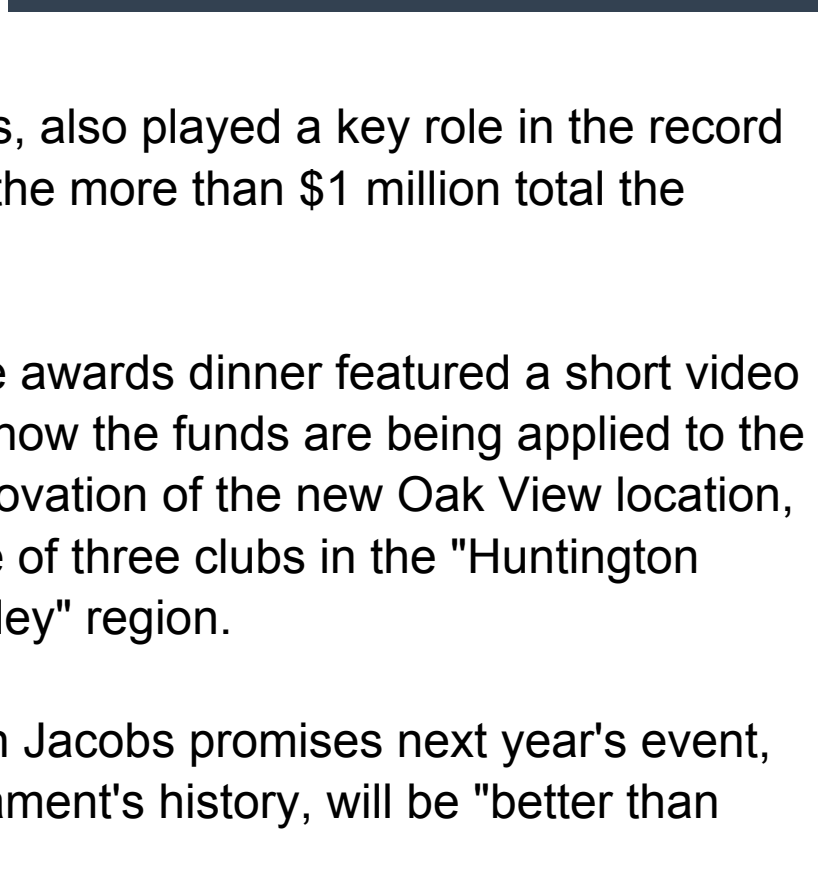 s, also played a key role in the record
the more than $1 million total the
awards dinner featured a short video
how the funds are being applied to the
ovation of the new Oak View location,
e of three clubs in the "Huntington
ley" region.
Jacobs promises next year's event,
ament's history, will be "better than